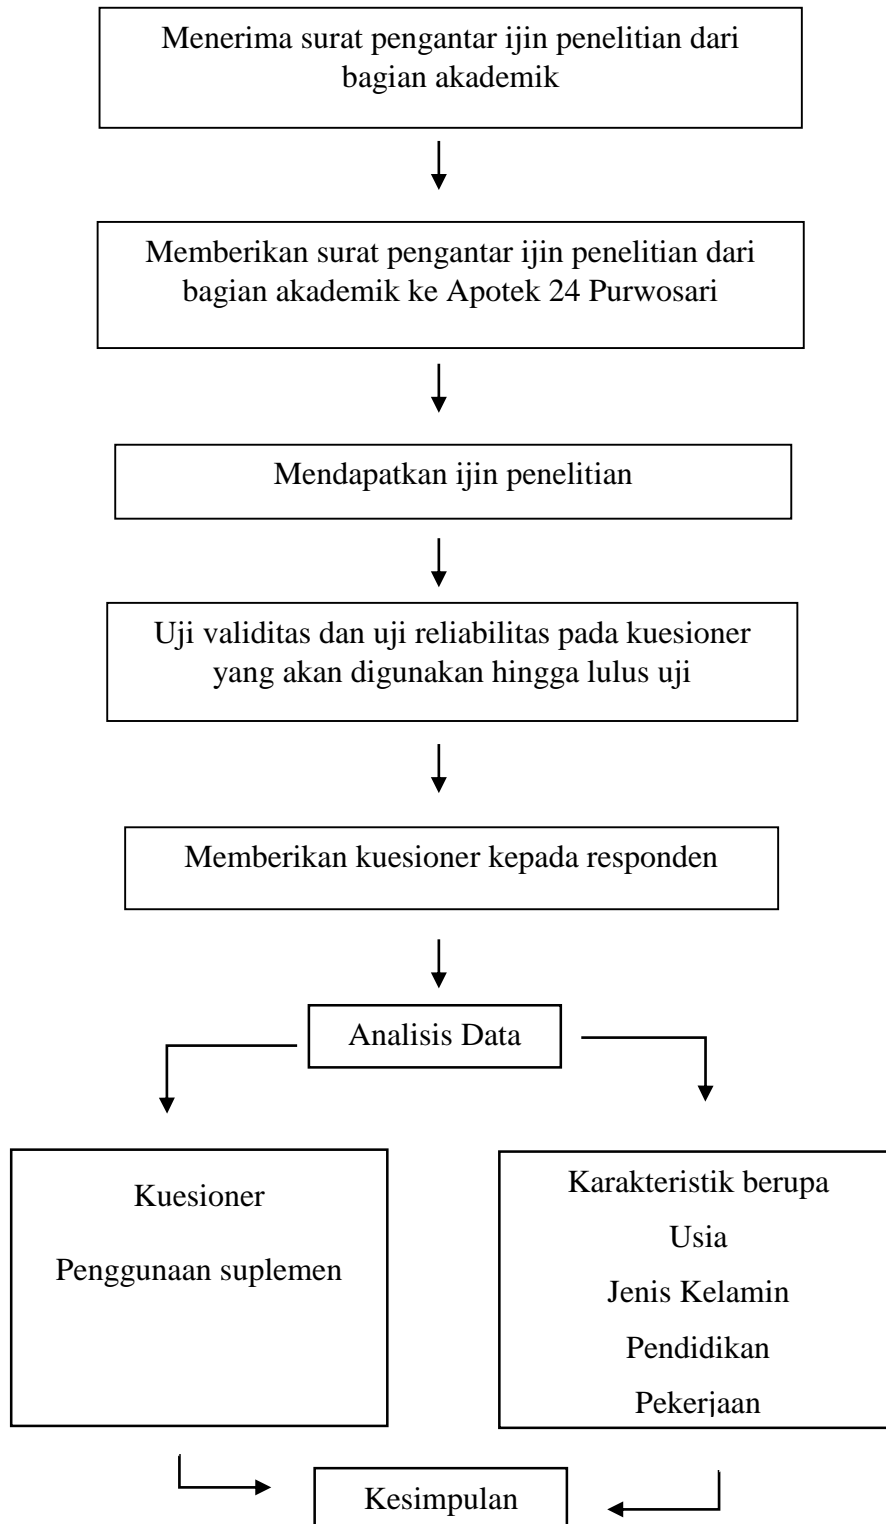 Menerima surat pengantar ijin penelitian dari
bagian akademik
Memberikan surat pengantar ijin penelitian dari
bagian akademik ke Apotek 24 Purwosari
Mendapatkan ijin penelitian
Uji validitas dan uji reliabilitas pada kuesioner
yang akan digunakan hingga lulus uji
Memberikan kuesioner kepada responden
Analisis Data
Kuesioner
Penggunaan suplemen
Karakteristik berupa
Usia
Jenis Kelamin
Pendidikan
Pekerjaan
Kesimpulan